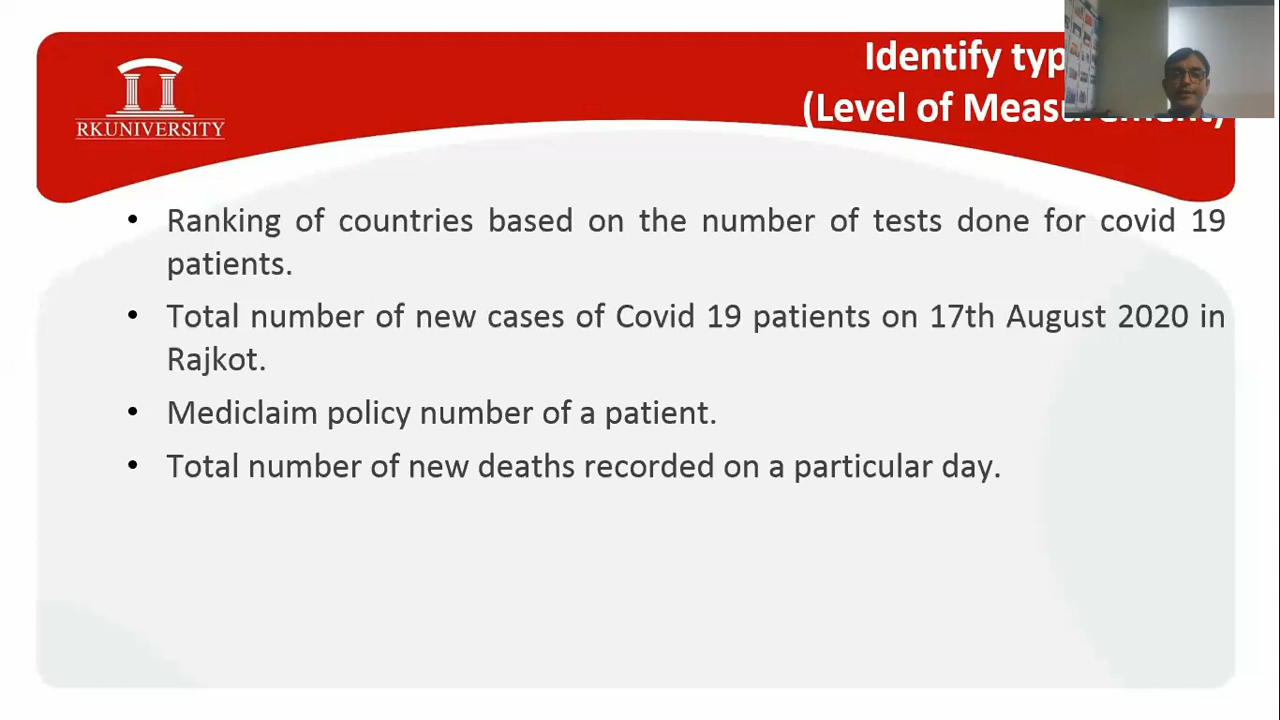 Identify
(Level of
RKUNIVERSITY
• Ranking of countries based on the number of tests done for covid 19
patients.
• Total number of new cases of Covid 19 patients on 17th August 2020 in
Rajkot.
• Mediclaim policy number of a patient.
• Total number of new deaths recorded on a particular day.